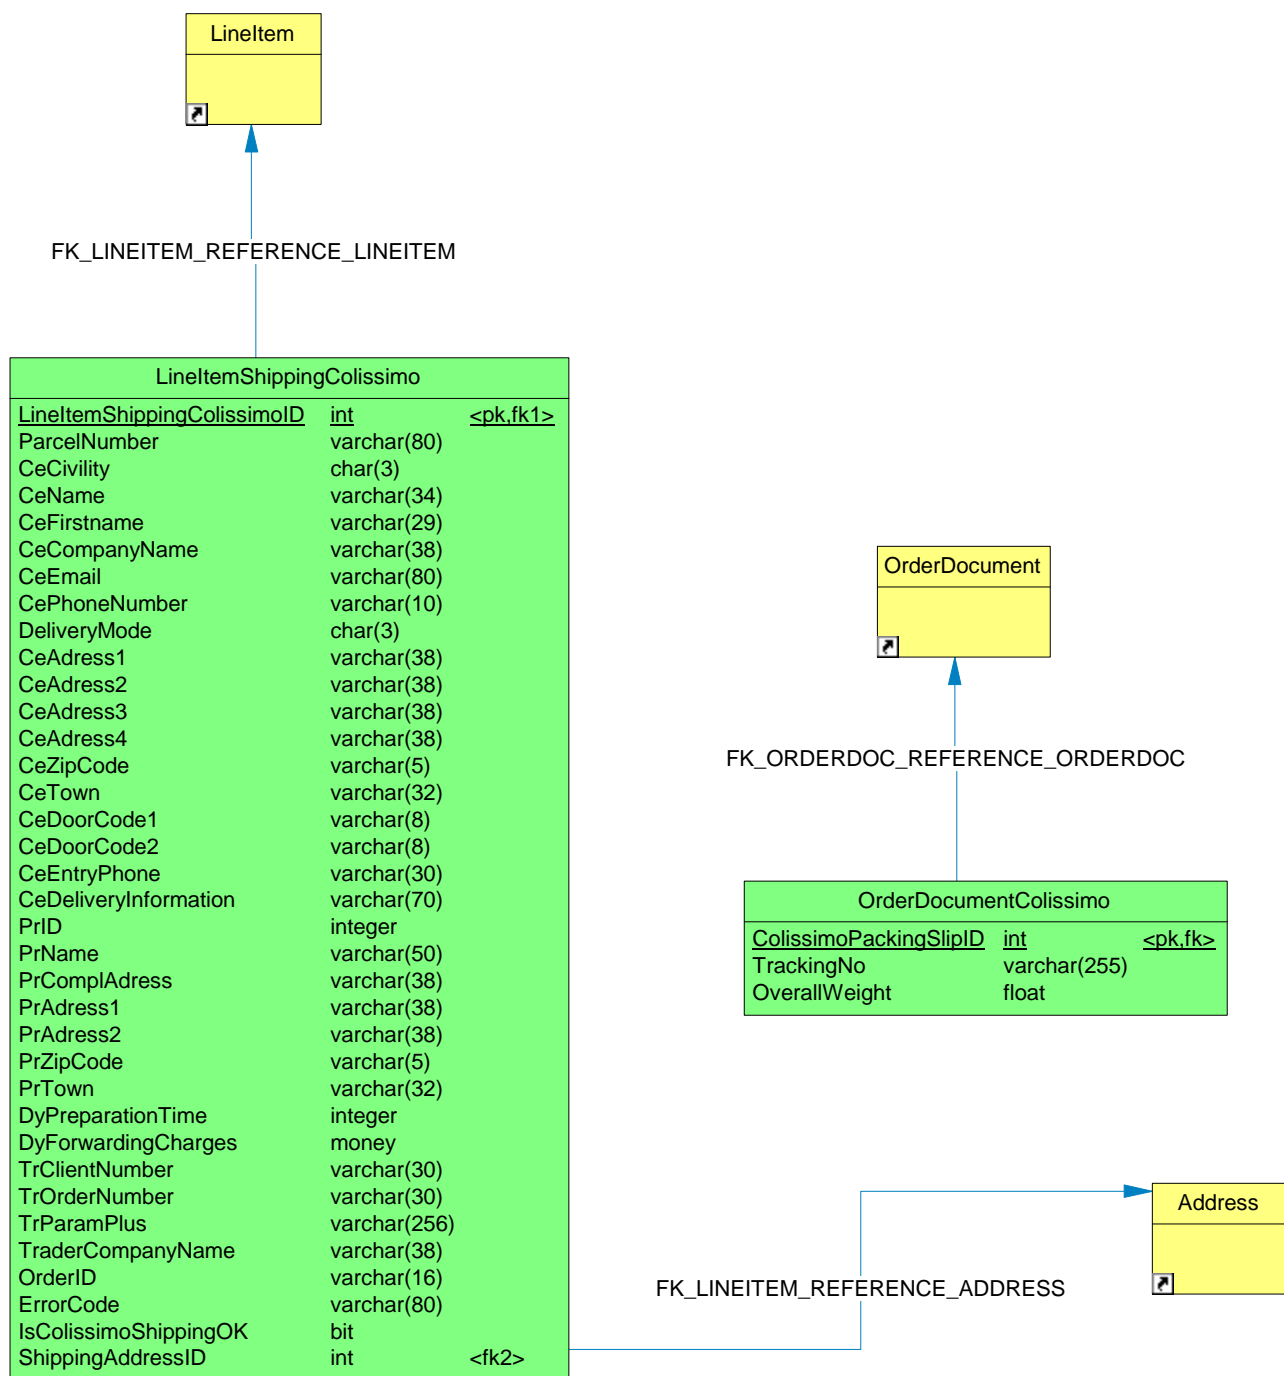 LineItem
FK_LINEITEM_REFERENCE_LINEITEM
LineItemShippingColissimo
LineItemShippingColissimoID int <pk,fk1>
ParcelNumber varchar(80)
CeCivility char(3)
CeName varchar(34)
CeFirstname varchar(29)
CeCompanyName varchar(38)
CeEmail varchar(80)
CePhoneNumber varchar(10)
DeliveryMode char(3)
CeAdress1 varchar(38)
CeAdress2 varchar(38)
CeAdress3 varchar(38)
CeAdress4 varchar(38)
CeZipCode varchar(5)
CeTown varchar(32)
CeDoorCode1 varchar(8)
CeDoorCode2 varchar(8)
CeEntryPhone varchar(30)
CeDeliveryInformation varchar(70)
PrID integer
PrName varchar(50)
PrComplAdress varchar(38)
PrAdress1 varchar(38)
PrAdress2 varchar(38)
PrZipCode varchar(5)
PrTown varchar(32)
DyPreparationTime integer
DyForwardingCharges money
TrClientNumber varchar(30)
TrOrderNumber varchar(30)
TrParamPlus varchar(256)
TraderCompanyName varchar(38)
OrderID varchar(16)
ErrorCode varchar(80)
IsColissimoShippingOK bit
ShippingAddressID int <fk2>
OrderDocument
FK_ORDERDOC_REFERENCE_ORDERDOC
OrderDocumentColissimo
ColissimoPackingSlipID int <pk,fk>
TrackingNo varchar(255)
OverallWeight float
Address
FK_LINEITEM_REFERENCE_ADDRESS